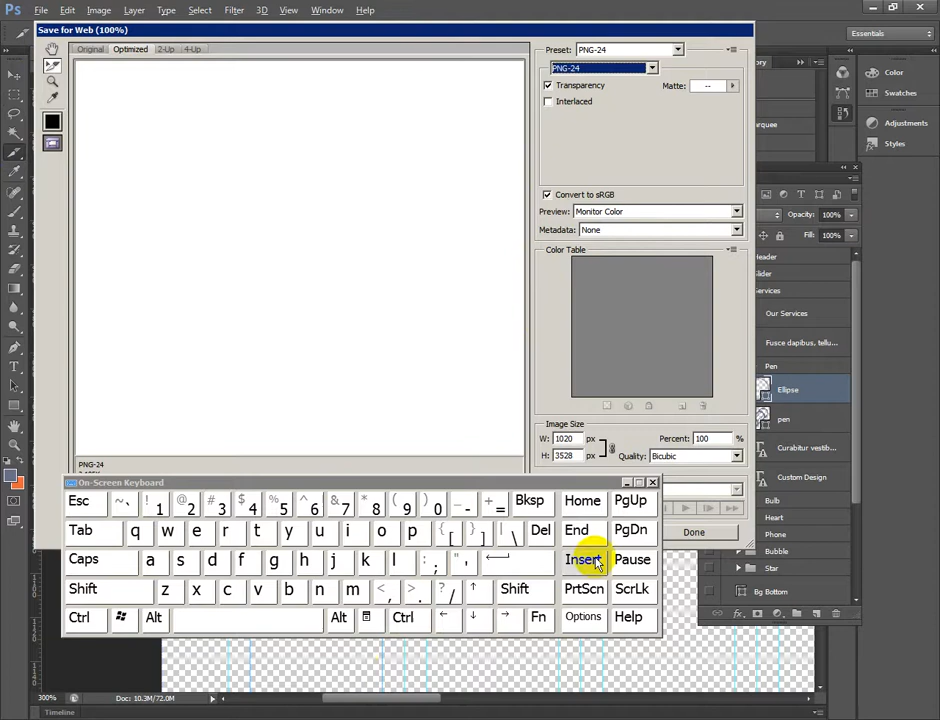 Ps File Edit Image Layer Type Select Filter 3D View Window Help
Essentials
Save for Web (100%)
Original Optimized 2-Up 4-Up
Preset: PNG-24
PNG-24
Transparency Matte: --
Interlaced
Convert to sRGB
Preview: Monitor Color
Metadata: None
Color Table
Image Size
W: 1020 px Percent: 100 %
H: 3528 px Quality: Bicubic
PNG-24
Done
Color
Swatches
Adjustments
Styles
Opacity: 100%
Fill: 100%
Our Services
Fusce dapibus, tellu...
Pen
Ellipse
pen
Curabitur vestib...
Custom Design
Bulb
Heart
Phone
Bubble
Star
Bg Bottom
On-Screen Keyboard
Esc ~ ` ! 1 @ 2 # 3 $ 4 % 5 ^ 6 & 7 * 8 ( 9 ) 0 _ - + = Bksp Home PgUp
Tab q w e r t y u i o p { [ } ] | \ Del End PgDn
Caps a s d f g h j k l : ; " ' Insert Pause
Shift z x c v b n m < , > . ? / Shift PrtScn ScrLk
Ctrl Alt Alt Ctrl Fn Options Help
300% Doc: 10.3M/72.0M
Timeline